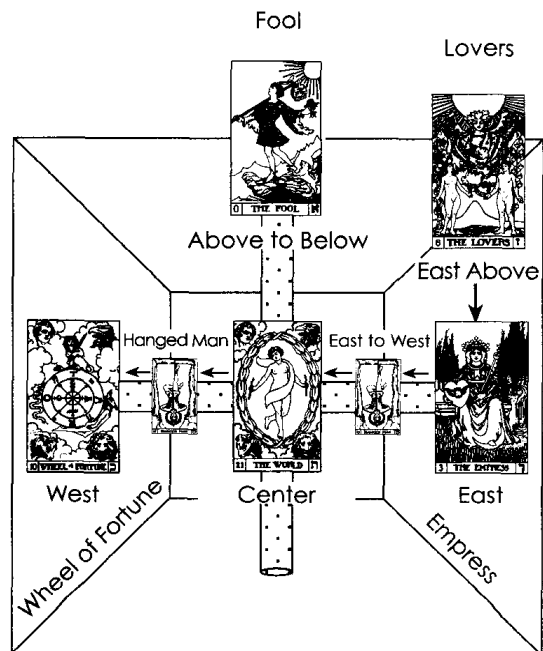 Fool
Lovers
0 THE FOOL א
Above to Below
6 THE LOVERS ז
East Above
Hanged Man
East to West
10 WHEEL of FORTUNE כ
21 THE WORLD ת
3 THE EMPRESS ד
West
Center
East
Wheel of Fortune
Empress